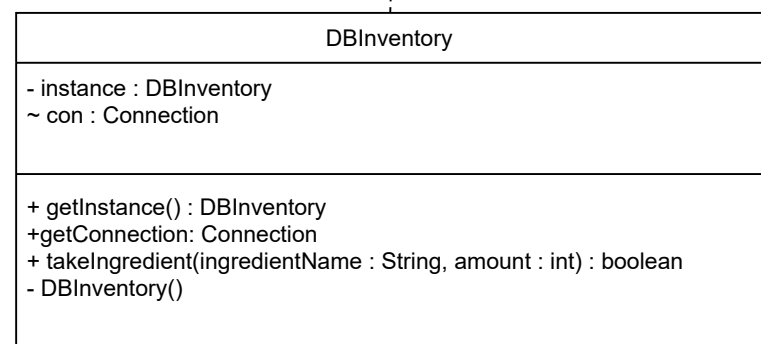 DBInventory
- instance : DBInventory
~ con : Connection
+ getInstance() : DBInventory
+getConnection: Connection
+ takeIngredient(ingredientName : String, amount : int) : boolean
- DBInventory()